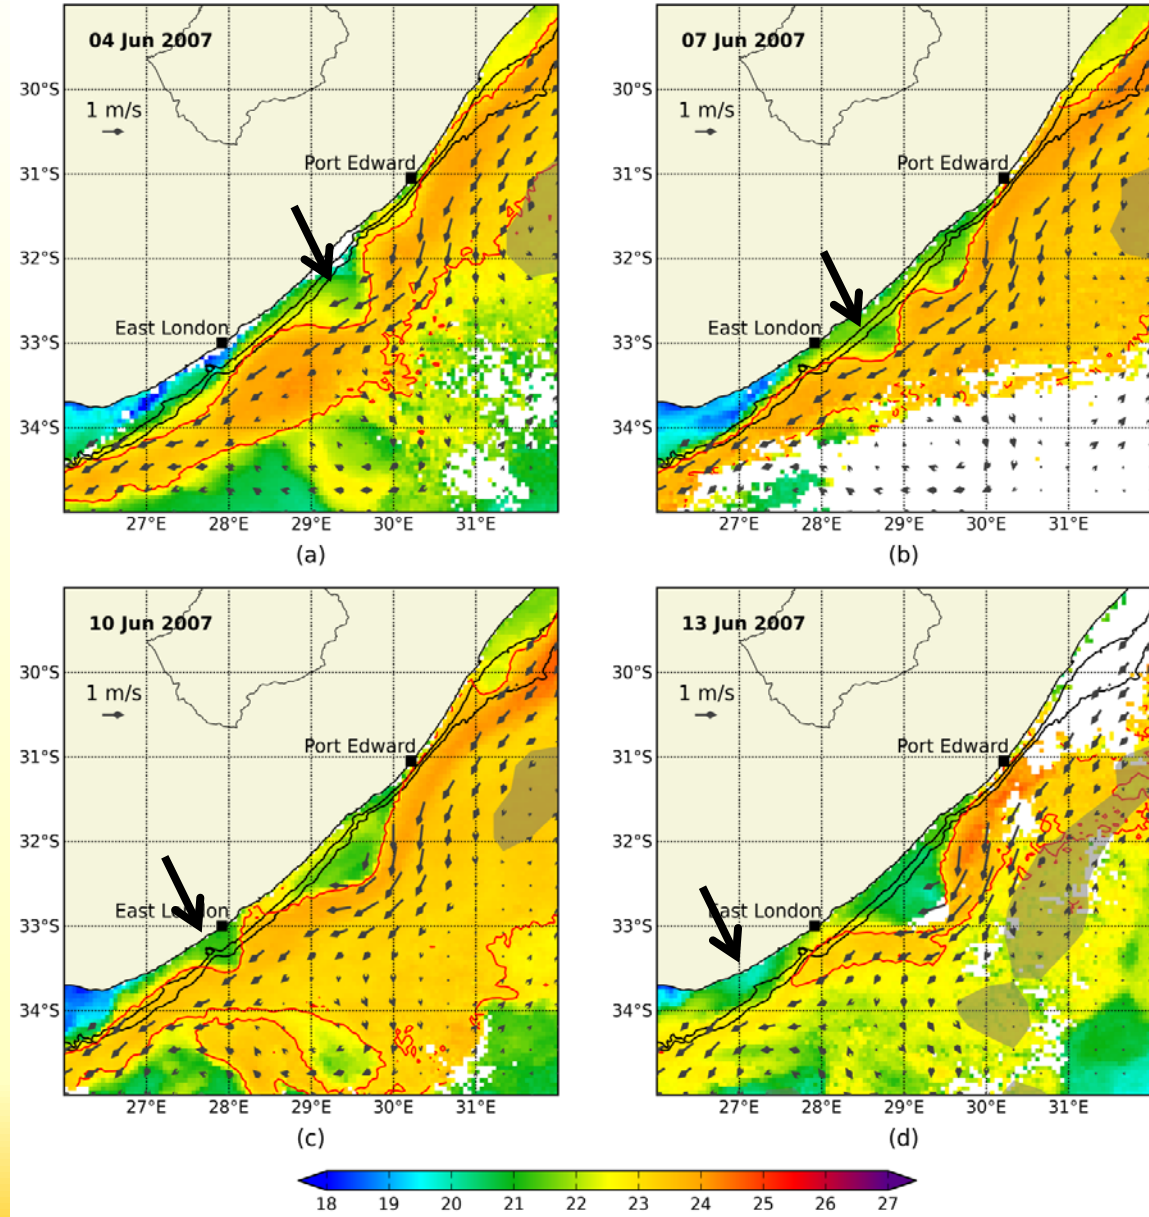 04 Jun 2007
07 Jun 2007
30°S
30°S
1 m/s
1 m/s
Port Edward
Port Edward
31°S
31°S
32°S
32°S
East London
East London
33°S
33°S
34°S
34°S
27°E 28°E 29°E 30°E 31°E
27°E 28°E 29°E 30°E 31°E
(a)
(b)
10 Jun 2007
13 Jun 2007
30°S
30°S
1 m/s
1 m/s
Port Edward
Port Edward
31°S
31°S
32°S
32°S
East London
East London
33°S
33°S
34°S
34°S
27°E 28°E 29°E 30°E 31°E
27°E 28°E 29°E 30°E 31°E
(c)
(d)
18 19 20 21 22 23 24 25 26 27